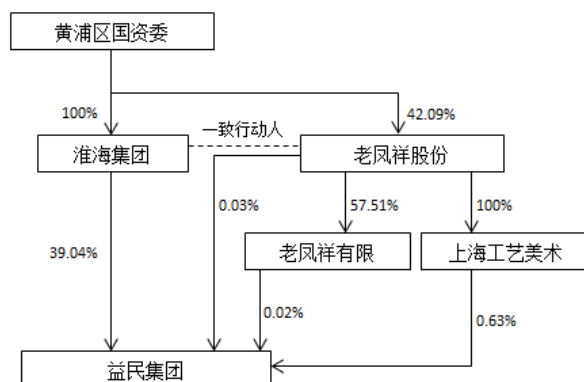 黄浦区国资委
100%
42.09%
一致行动人
淮海集团
老凤祥股份
0.03%
57.51%
100%
39.04%
老凤祥有限
上海工艺美术
0.02%
0.63%
益民集团